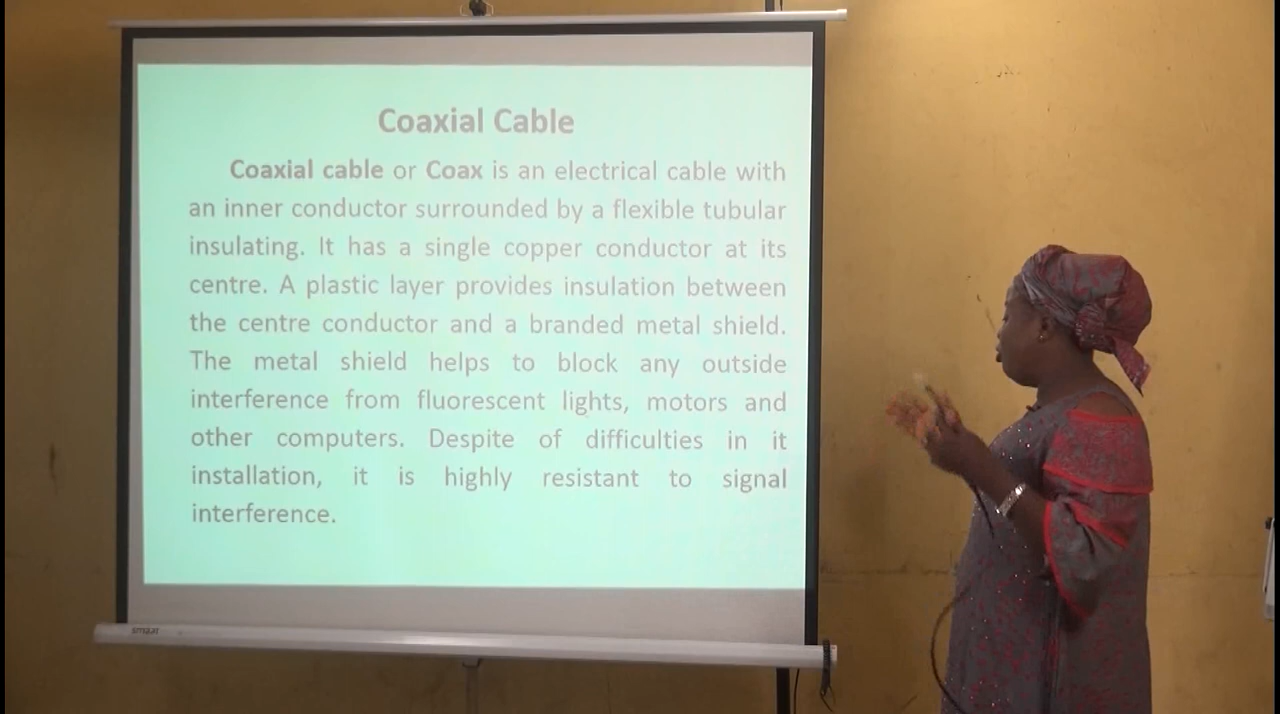 Coaxial Cable
Coaxial cable or Coax is an electrical cable with
an inner conductor surrounded by a flexible tubular
insulating. It has a single copper conductor at its
centre. A plastic layer provides insulation between
the centre conductor and a branded metal shield.
The metal shield helps to block any outside
interference from fluorescent lights, motors and
other computers. Despite of difficulties in it
installation, it is highly resistant to signal
interference.
smaat